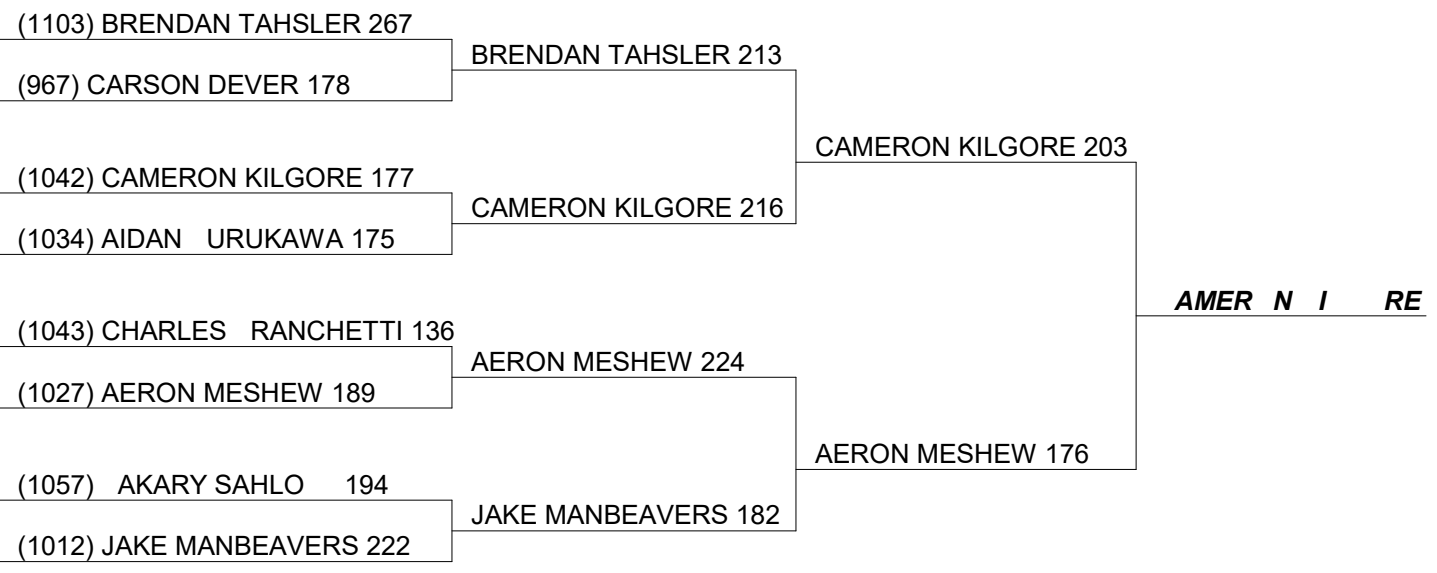 (1103) BRENDAN TAHSLER 267
BRENDAN TAHSLER 213
(967) CARSON DEVER 178
CAMERON KILGORE 203
(1042) CAMERON KILGORE 177
CAMERON KILGORE 216
(1034) AIDAN URUKAWA 175
AMER N I RE
(1043) CHARLES RANCHETTI 136
AERON MESHEW 224
(1027) AERON MESHEW 189
AERON MESHEW 176
(1057) AKARY SAHLO 194
JAKE MANBEAVERS 182
(1012) JAKE MANBEAVERS 222